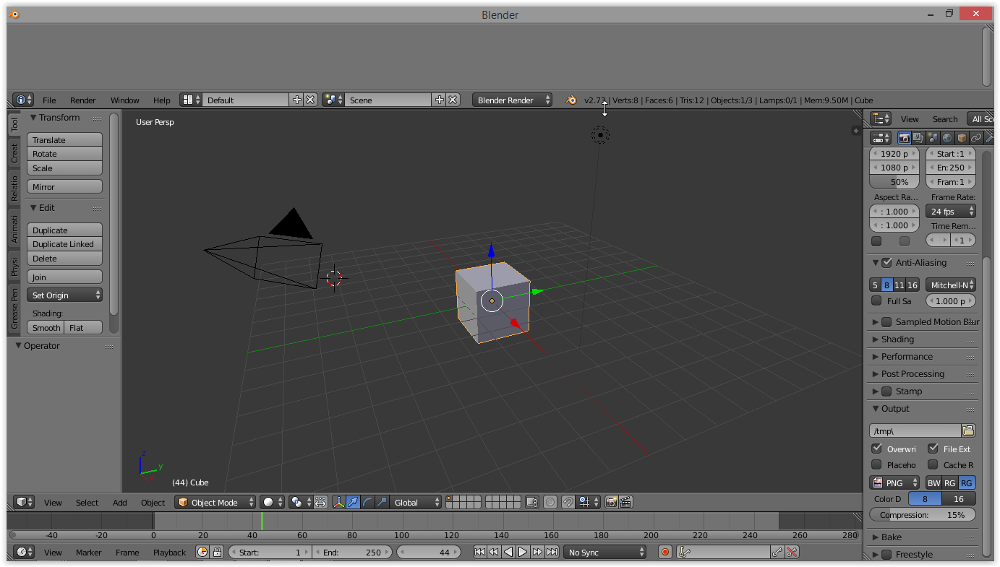 Blender
File Render Window Help Default Scene Blender Render v2.72 | Verts:8 | Faces:6 | Tris:12 | Objects:1/3 | Lamps:0/1 | Mem:9.50M | Cube
Tool
Creat
Relatio
Animati
Physi
Grease Pen
Transform
Translate
Rotate
Scale
Mirror
Edit
Duplicate
Duplicate Linked
Delete
Join
Set Origin
Shading:
Smooth Flat
Operator
User Persp
z
y
x
(44) Cube
View Search All Sc
1920 p Start :1
1080 p En: 250
50% Fram: 1
Aspect Ra... Frame Rate:
: 1.000 24 fps
: 1.000 Time Rem...
1
Anti-Aliasing
5 8 11 16 Mitchell-N
Full Sa 1.000 p
Sampled Motion Blur
Shading
Performance
Post Processing
Stamp
Output
/tmp\
Overwri File Ext
Placeho Cache R
PNG BW RG RG
Color D 8 16
Compression: 15%
Bake
Freestyle
View Select Add Object Object Mode Global
-40 -20 0 20 40 60 80 100 120 140 160 180 200 220 240 260 280
View Marker Frame Playback Start: 1 End: 250 44 No Sync